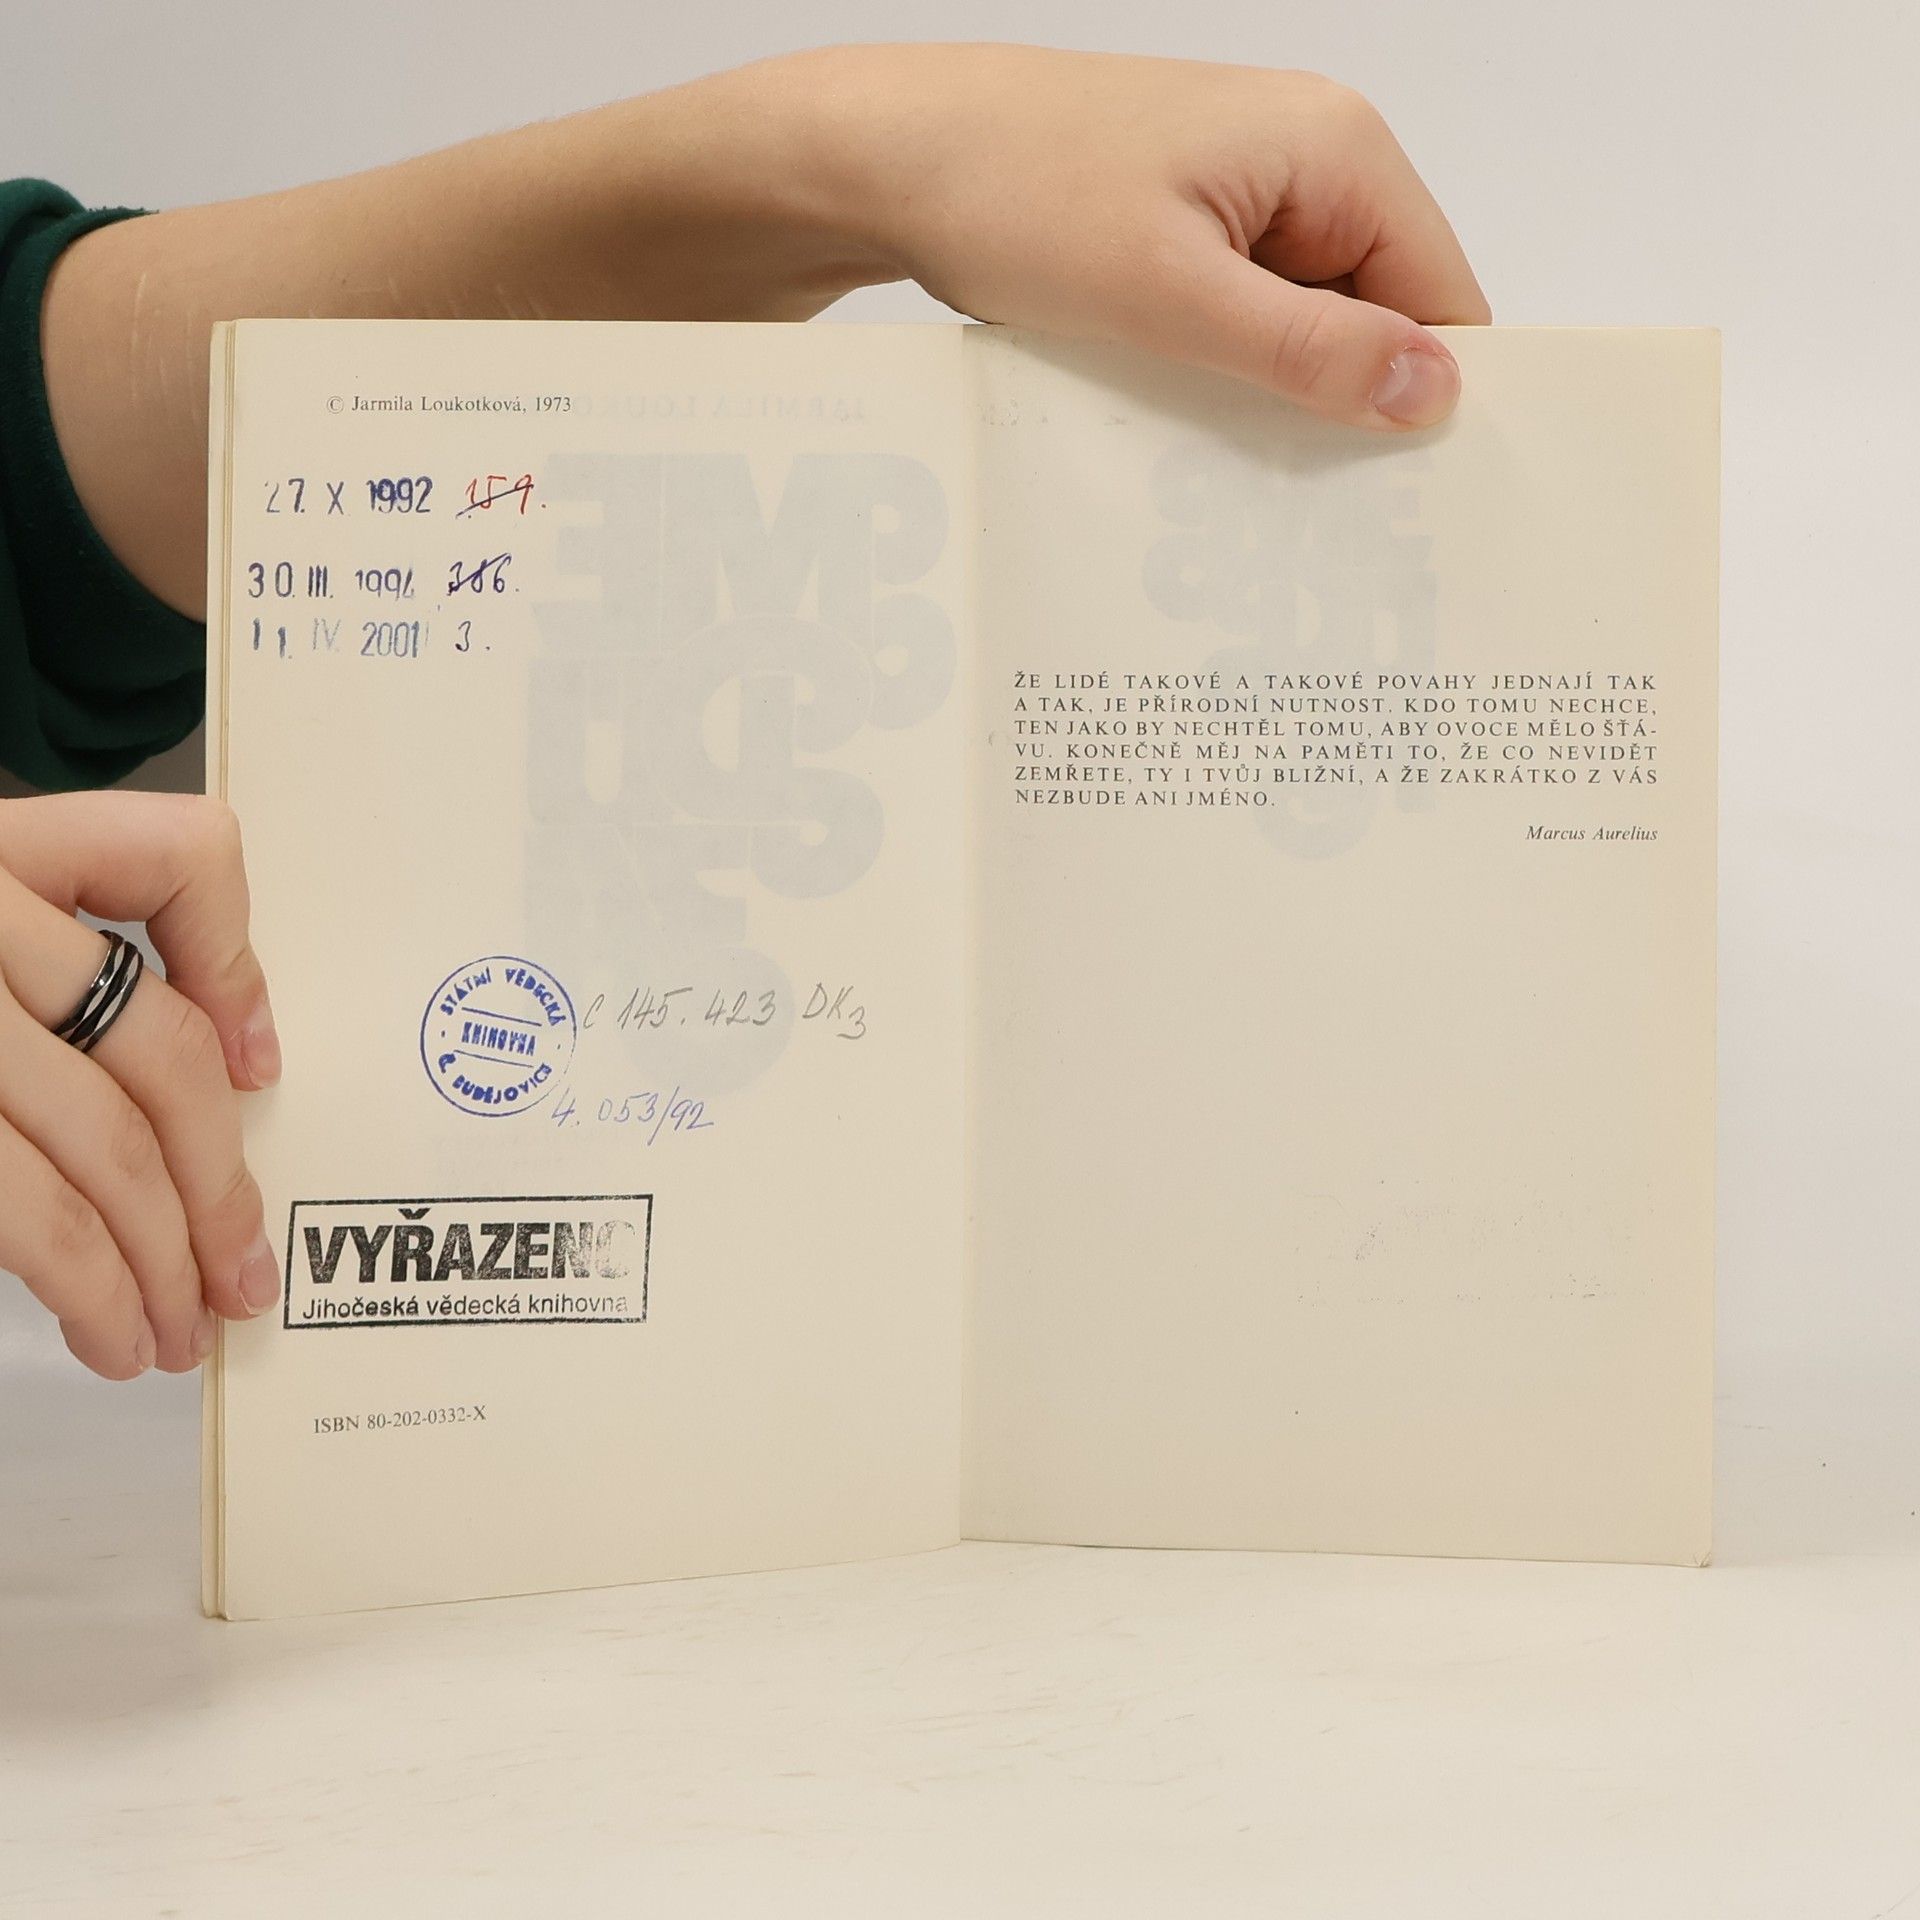 © Jarmila Loukotková, 1973
27. X 1992 159.
30. III. 1994 386.
11. IV. 2001 3.
STÁTNÍ VĚDECKÁ
KNIHOVNA
Č. BUDĚJOVICE
C 145.423 DK3
4.053/92
VYŘAZENO
Jihočeská vědecká knihovna
ISBN 80-202-0332-X
ŽE LIDÉ TAKOVÉ A TAKOVÉ POVAHY JEDNAJÍ TAK
A TAK, JE PŘÍRODNÍ NUTNOST. KDO TOMU NECHCE,
TEN JAKO BY NECHTĚL TOMU, ABY OVOCE MĚLO ŠŤÁ-
VU. KONEČNĚ MĚJ NA PAMĚTI TO, ŽE CO NEVIDĚT
ZEMŘETE, TY I TVŮJ BLIŽNÍ, A ŽE ZAKRÁTKO Z VÁS
NEZBUDE ANI JMÉNO.
Marcus Aurelius